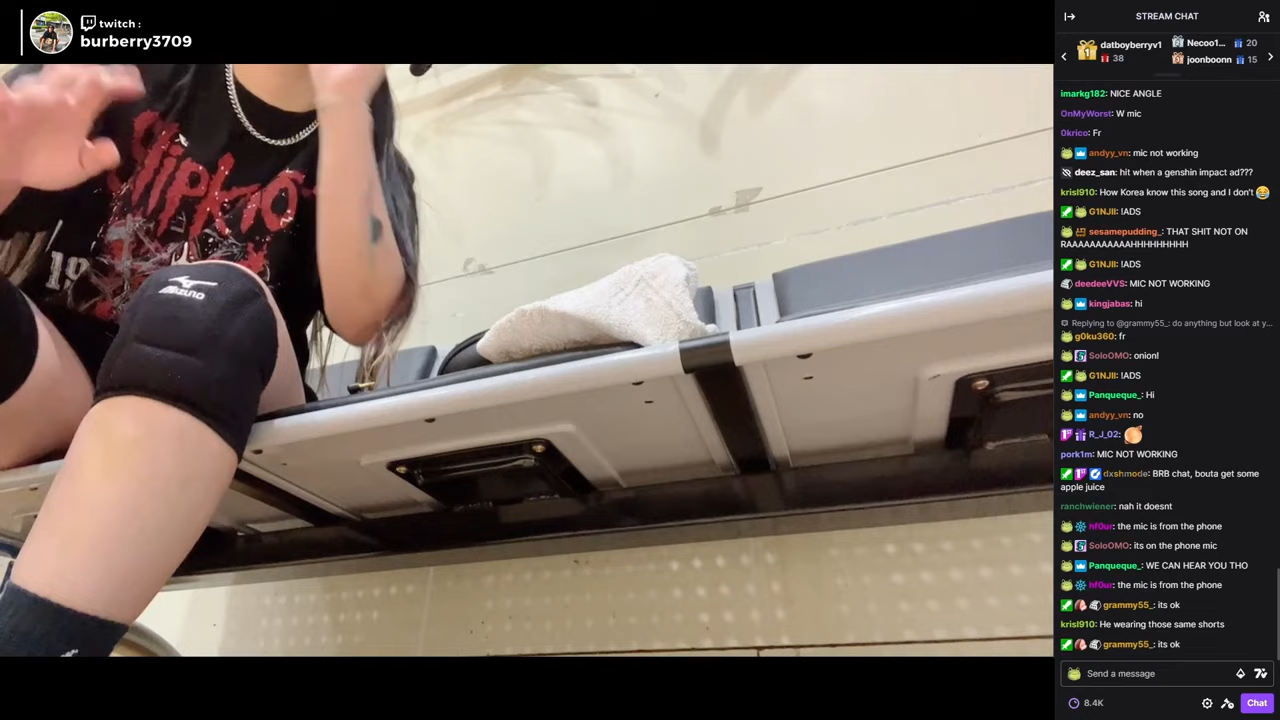 twitch :
burberry3709
slipknot
19
MIZUNO
STREAM CHAT
datboyberryv1
38
Necoo1... 20
joonboonn 15
imarkg182: NICE ANGLE
OnMyWorst: W mic
0krico: Fr
andyy_vn: mic not working
deez_san: hit when a genshin impact ad???
krisl910: How Korea know this song and I don't
G1NJII: !ADS
sesamepudding_: THAT SHIT NOT ON
RAAAAAAAAAAAHHHHHHHHH
G1NJII: !ADS
deedeeVVS: MIC NOT WORKING
kingjabas: hi
Replying to @grammy55_: do anything but look at y...
g0ku360: fr
SoloOMO: onion!
G1NJII: !ADS
Panqueque_: Hi
andyy_vn: no
R_J_02:
pork1m: MIC NOT WORKING
dxshmode: BRB chat, bouta get some
apple juice
ranchwiener: nah it doesnt
hf0ur: the mic is from the phone
SoloOMO: its on the phone mic
Panqueque_: WE CAN HEAR YOU THO
hf0ur: the mic is from the phone
grammy55_: its ok
krisl910: He wearing those same shorts
grammy55_: its ok
Send a message
8.4K
Chat